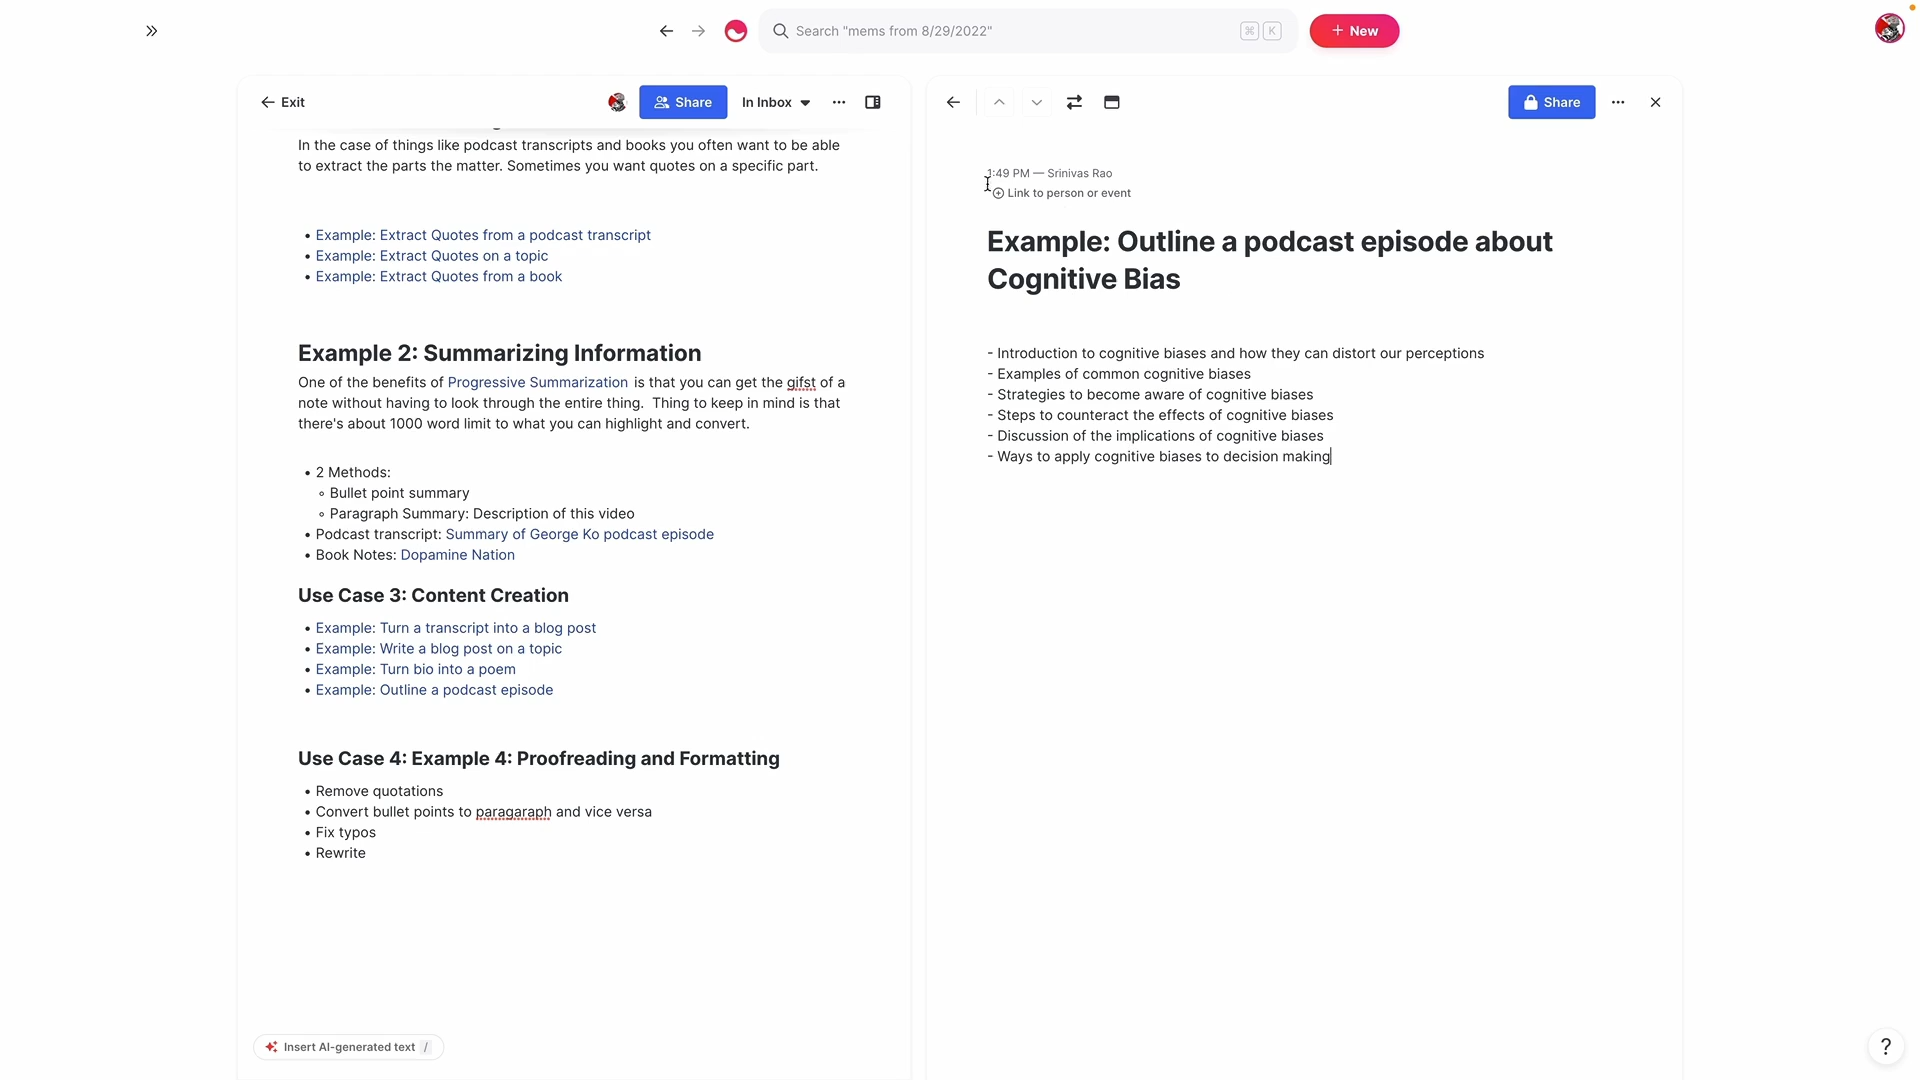 Search "mems from 8/29/2022"
⌘ K
+ New
Exit
Share
In Inbox
In the case of things like podcast transcripts and books you often want to be able
to extract the parts the matter. Sometimes you want quotes on a specific part.
• Example: Extract Quotes from a podcast transcript
• Example: Extract Quotes on a topic
• Example: Extract Quotes from a book
Example 2: Summarizing Information
One of the benefits of Progressive Summarization is that you can get the gifst of a
note without having to look through the entire thing.  Thing to keep in mind is that
there's about 1000 word limit to what you can highlight and convert.
• 2 Methods:
◦ Bullet point summary
◦ Paragraph Summary: Description of this video
• Podcast transcript: Summary of George Ko podcast episode
• Book Notes: Dopamine Nation
Use Case 3: Content Creation
• Example: Turn a transcript into a blog post
• Example: Write a blog post on a topic
• Example: Turn bio into a poem
• Example: Outline a podcast episode
Use Case 4: Example 4: Proofreading and Formatting
• Remove quotations
• Convert bullet points to paragaraph and vice versa
• Fix typos
• Rewrite
Insert AI-generated text /
Share
1:49 PM — Srinivas Rao
Link to person or event
Example: Outline a podcast episode about
Cognitive Bias
- Introduction to cognitive biases and how they can distort our perceptions
- Examples of common cognitive biases
- Strategies to become aware of cognitive biases
- Steps to counteract the effects of cognitive biases
- Discussion of the implications of cognitive biases
- Ways to apply cognitive biases to decision making
?